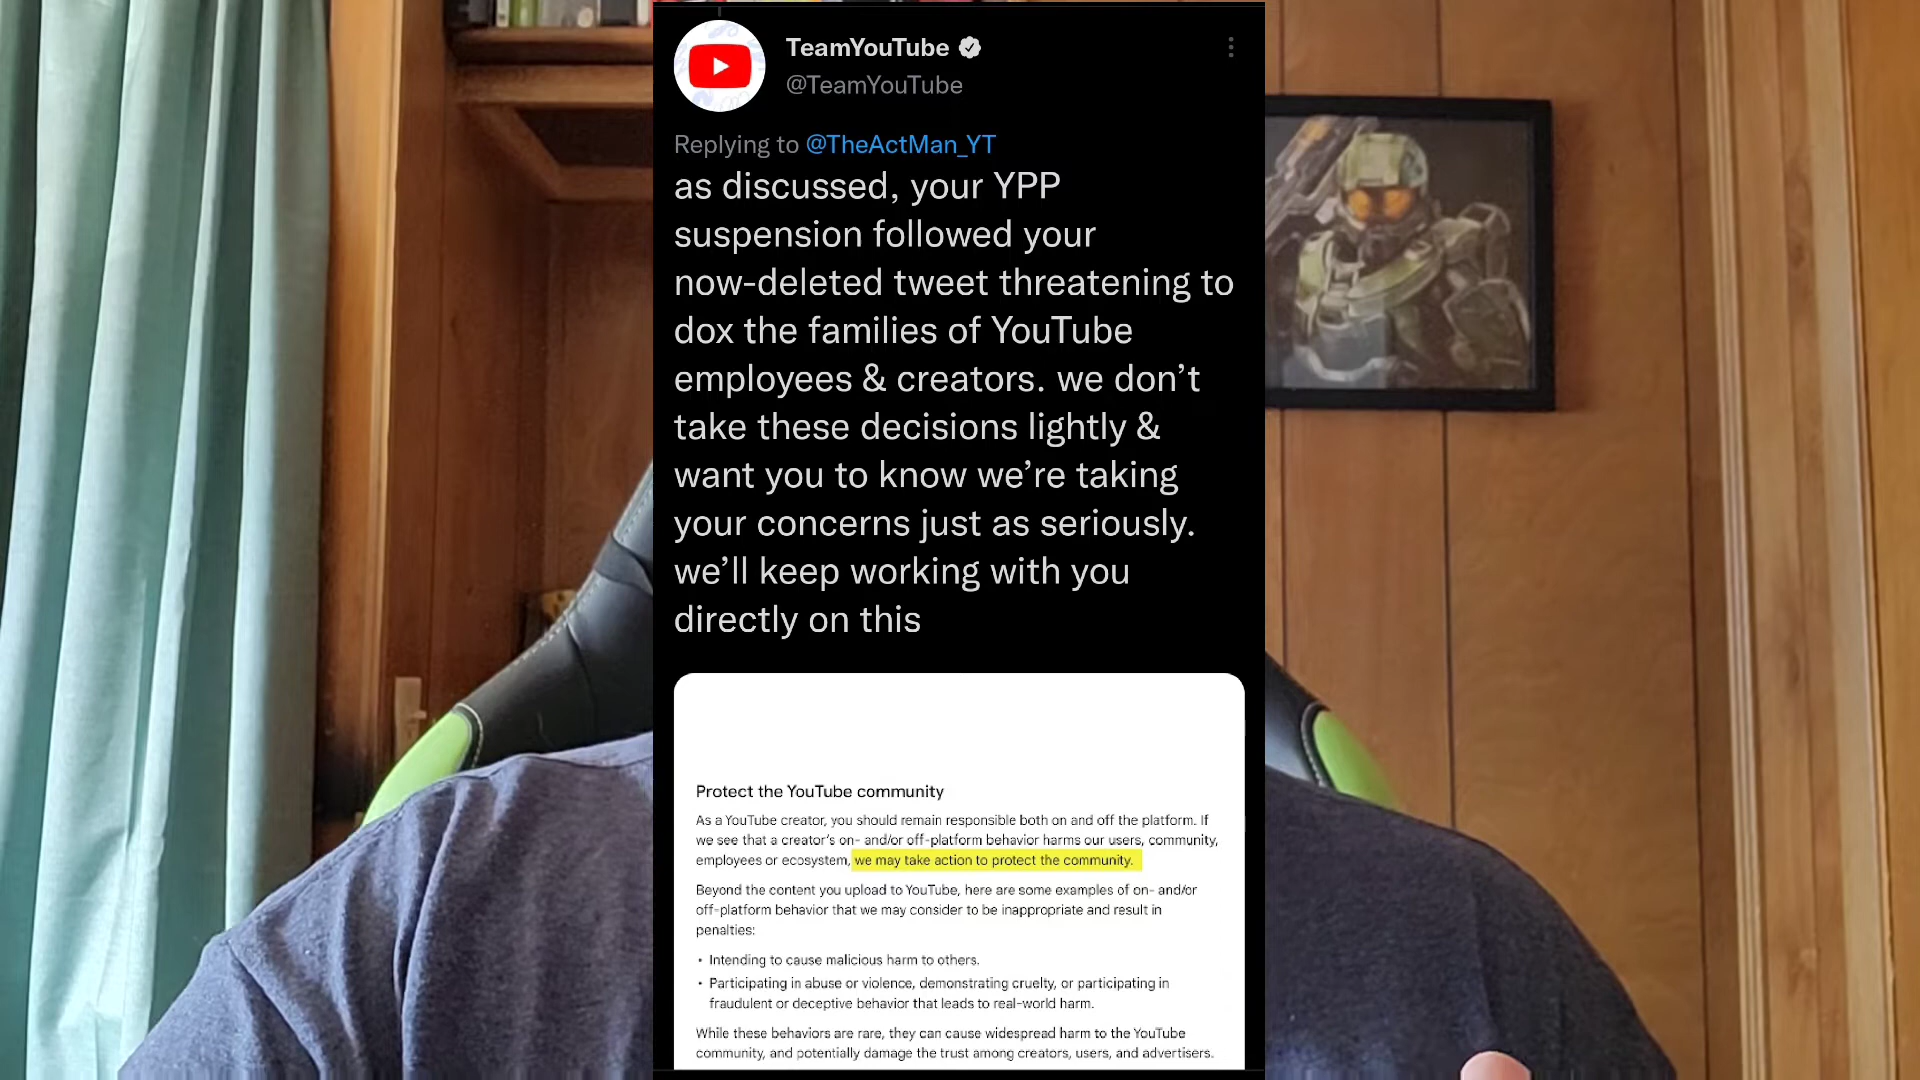 TeamYouTube
@TeamYouTube
Replying to @TheActMan_YT
as discussed, your YPP
suspension followed your
now-deleted tweet threatening to
dox the families of YouTube
employees & creators. we don’t
take these decisions lightly &
want you to know we’re taking
your concerns just as seriously.
we’ll keep working with you
directly on this
Protect the YouTube community
As a YouTube creator, you should remain responsible both on and off the platform. If
we see that a creator’s on- and/or off-platform behavior harms our users, community,
employees or ecosystem, we may take action to protect the community.
Beyond the content you upload to YouTube, here are some examples of on- and/or
off-platform behavior that we may consider to be inappropriate and result in
penalties:
• Intending to cause malicious harm to others.
• Participating in abuse or violence, demonstrating cruelty, or participating in
fraudulent or deceptive behavior that leads to real-world harm.
While these behaviors are rare, they can cause widespread harm to the YouTube
community, and potentially damage the trust among creators, users, and advertisers.